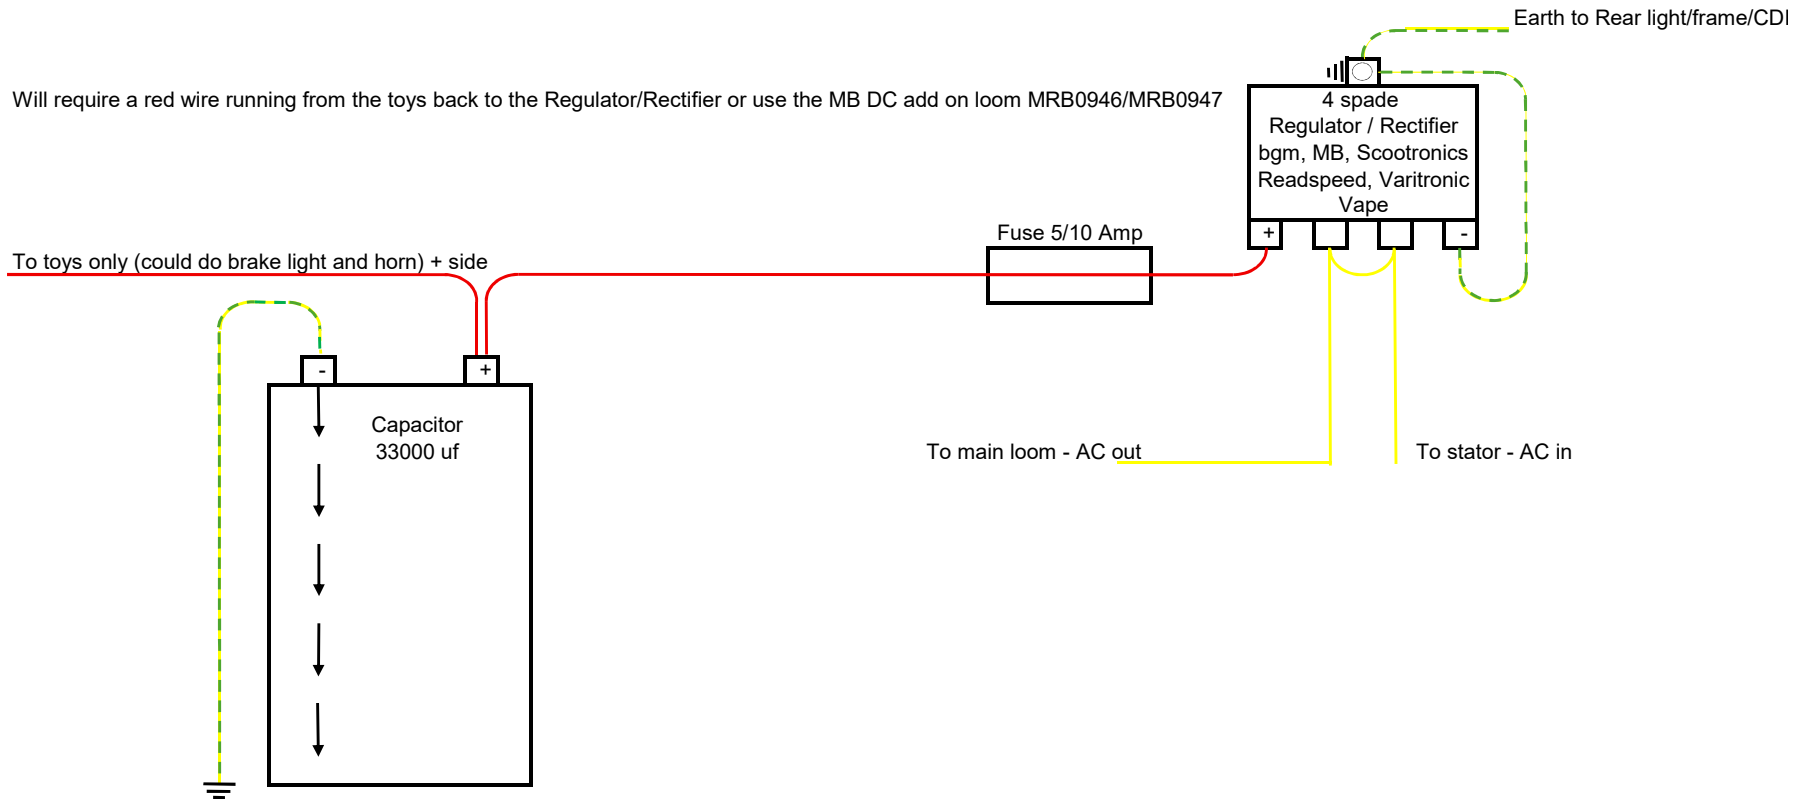 Earth to Rear light/frame/CDI
Will require a red wire running from the toys back to the Regulator/Rectifier or use the MB DC add on loom MRB0946/MRB0947
4 spade
Regulator / Rectifier
bgm, MB, Scootronics
Readspeed, Varitronic
Vape
+
-
Fuse 5/10 Amp
To toys only (could do brake light and horn) + side
-
+
Capacitor
33000 uf
To main loom - AC out
To stator - AC in